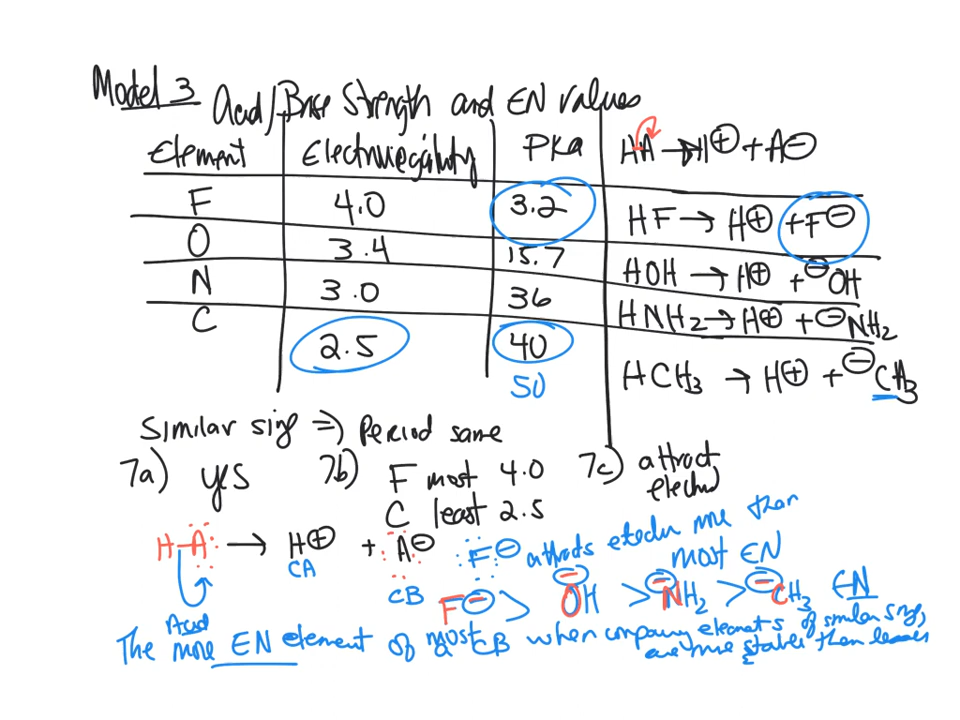 Model 3 Acid/Base Strength and EN values
Element Electronegativity PKa HA → H⊕ + A⊖
F 4.0 3.2 HF → H⊕ + F⊖
O 3.4 15.7 HOH → H⊕ + ⊖OH
N 3.0 36 HNH2 → H⊕ + ⊖NH2
C 2.5 40 HCH3 → H⊕ + ⊖CH3
50
Similar size ⇒ Period same
7a) yes 7b) F most 4.0 7c) attract
C least 2.5
H-A: → H⊕ + :A⊖ :F⊖ attracts electron more than
CA most EN
CB F⊖ > ⊖OH > ⊖NH2 > ⊖CH3 EN
Acid
The more EN element of a CB when comparing elements of similar size,
are more stable than